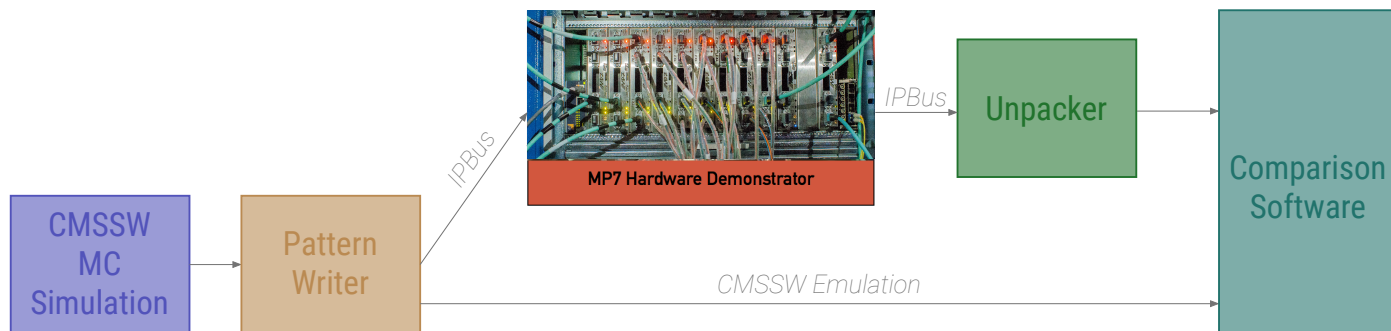 CMSSW
MC
Simulation
Pattern
Writer
IPBus
MP7 Hardware Demonstrator
IPBus
Unpacker
CMSSW Emulation
Comparison
Software